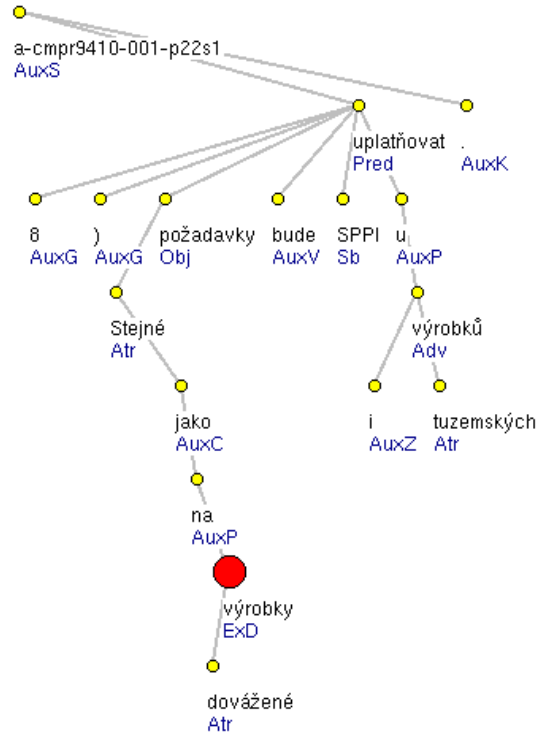 a-cmpr9410-001-p22s1
AuxS
uplatňovat .
Pred AuxK
8 ) požadavky bude SPPI u
AuxG AuxG Obj AuxV Sb AuxP
Stejné výrobků
Atr Adv
jako i tuzemských
AuxC AuxZ Atr
na
AuxP
výrobky
ExD
dovážené
Atr